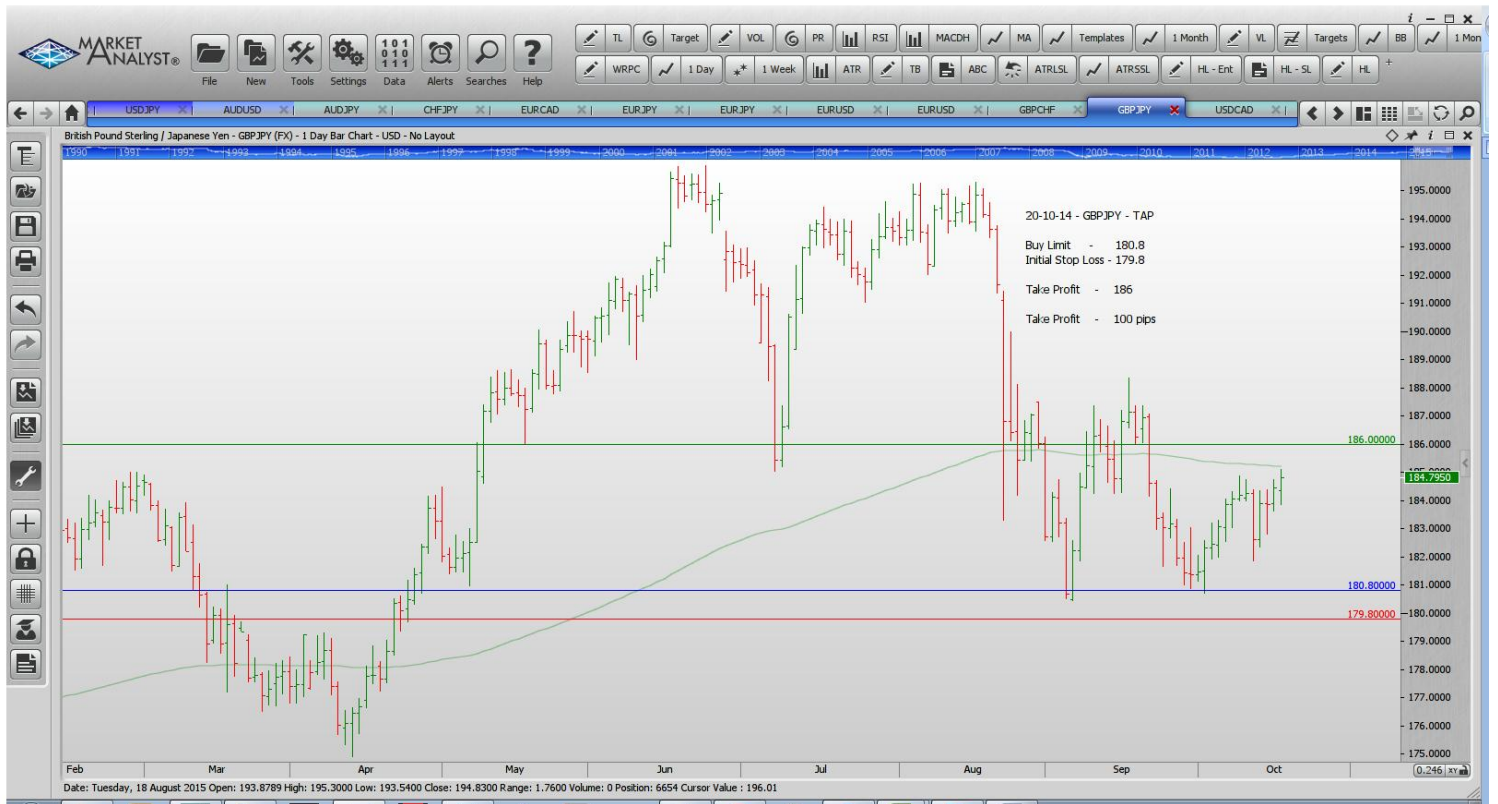 i
MARKET
ANALYST®
File New Tools Settings Data Alerts Searches Help
101
010
111
TL Target VOL PR RSI MACDH MA Templates 1 Month VL Targets BB 1 Mon
WRPC 1 Day 1 Week ATR TB ABC ATRLSL ATRSSL HL - Ent HL - SL HL +
USDJPY AUDUSD AUDJPY CHFJPY EURCAD EURJPY EURJPY EURUSD EURUSD GBPCHF GBPJPY USDCAD
British Pound Sterling / Japanese Yen - GBPJPY (FX) - 1 Day Bar Chart - USD - No Layout
1990 1991 1992 1993 1994 1995 1996 1997 1998 1999 2000 2001 2002 2003 2004 2005 2006 2007 2008 2009 2010 2011 2012 2013 2014 2015
20-10-14 - GBPJPY - TAP
Buy Limit - 180.8
Initial Stop Loss - 179.8
Take Profit - 186
Take Profit - 100 pips
195.0000
194.0000
193.0000
192.0000
191.0000
190.0000
189.0000
188.0000
187.0000
186.00000
186.0000
184.7950
184.0000
183.0000
182.0000
181.0000
180.80000
180.0000
179.80000
179.0000
178.0000
177.0000
176.0000
175.0000
Feb Mar Apr May Jun Jul Aug Sep Oct
0.246 XY
Date: Tuesday, 18 August 2015 Open: 193.8789 High: 195.3000 Low: 193.5400 Close: 194.8300 Range: 1.7600 Volume: 0 Position: 6654 Cursor Value : 196.01